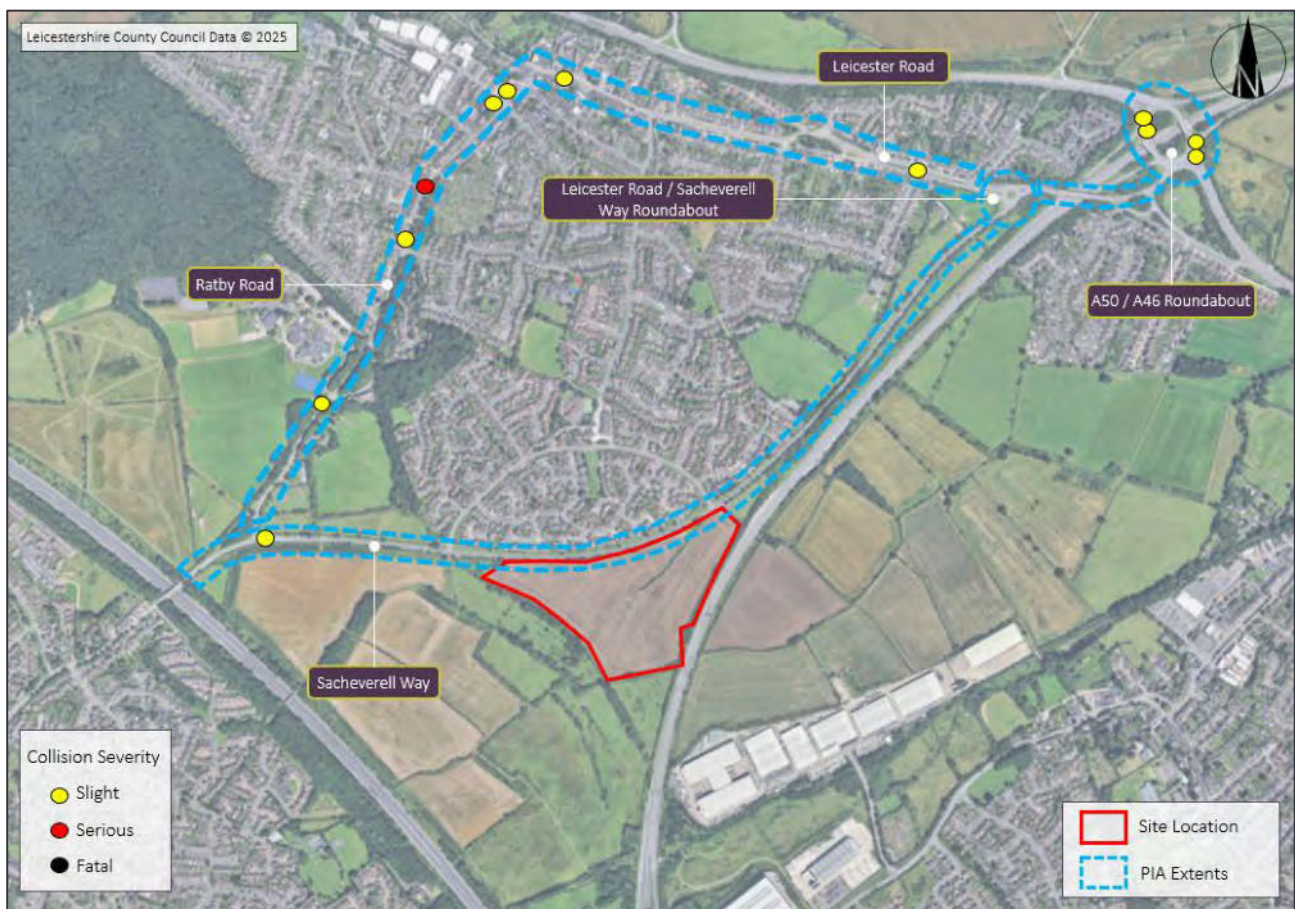 Leicestershire County Council Data © 2025
Leicester Road
N
Leicester Road / Sacheverell
Way Roundabout
Ratby Road
A50 / A46 Roundabout
Sacheverell Way
Collision Severity
Slight
Serious
Fatal
Site Location
PIA Extents